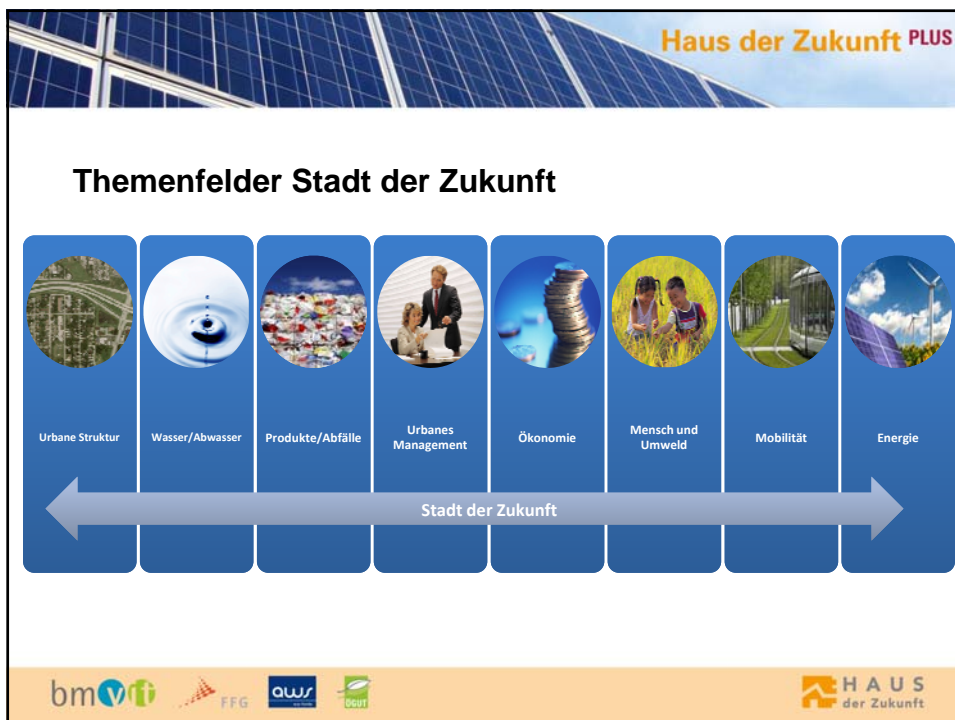 Haus der Zukunft PLUS
Themenfelder Stadt der Zukunft
Urbane Struktur
Wasser/Abwasser
Produkte/Abfälle
Urbanes
Management
Ökonomie
Mensch und
Umweld
Mobilität
Energie
Stadt der Zukunft
bmvit
FFG
aws
ÖGUT
HAUS
der Zukunft